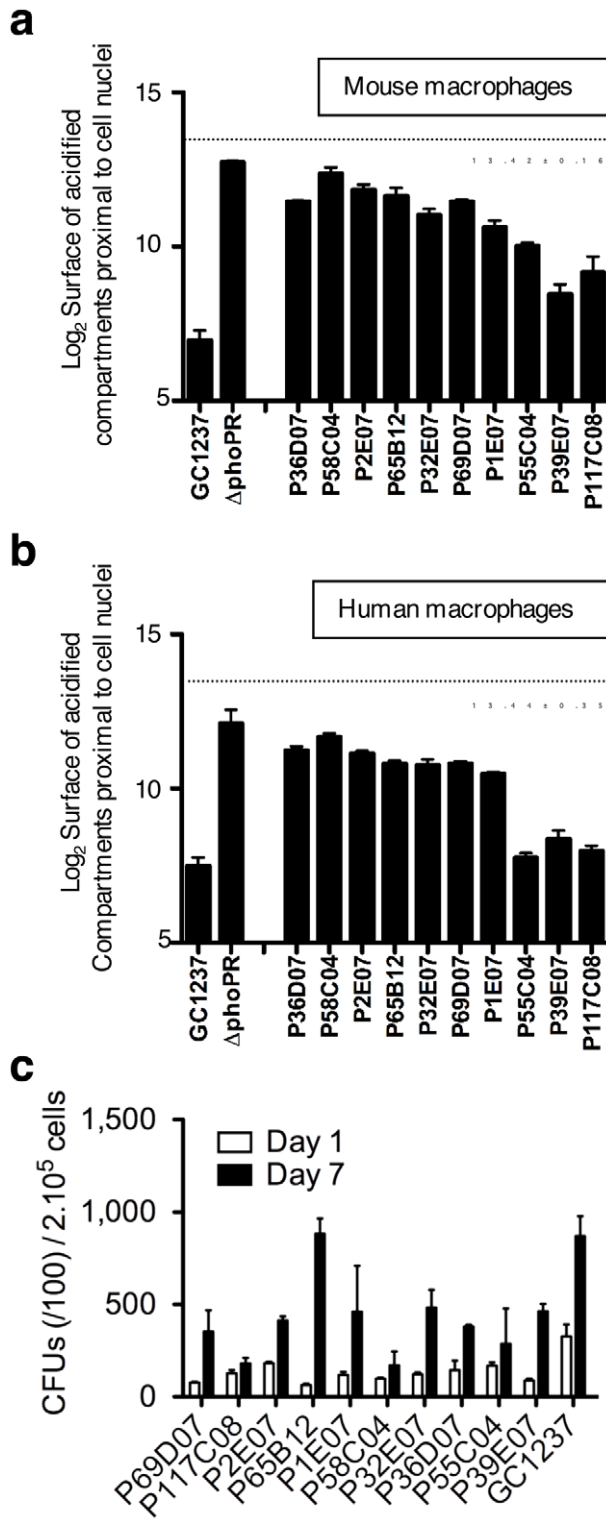 a
Mouse macrophages
Log2 Surface of acidified
compartments proximal to cell nuclei
15
10
5
13.42±0.16
GC1237
ΔphoPR
P36D07
P58C04
P2E07
P65B12
P32E07
P69D07
P1E07
P55C04
P39E07
P117C08
b
Human macrophages
Log2 Surface of acidified
Compartments proximal to cell nuclei
15
10
5
13.44±0.35
GC1237
ΔphoPR
P36D07
P58C04
P2E07
P65B12
P32E07
P69D07
P1E07
P55C04
P39E07
P117C08
c
CFUs (/100) / 2.10⁵ cells
1,500
1,000
500
0
Day 1
Day 7
P69D07
P117C08
P2E07
P65B12
P1E07
P58C04
P32E07
P36D07
P55C04
P39E07
GC1237